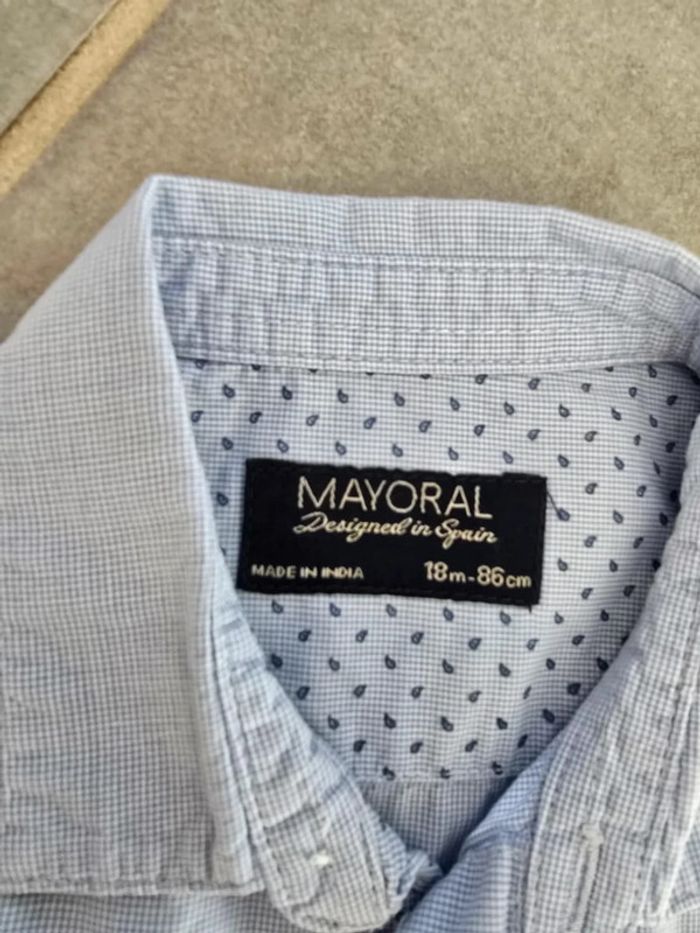 MAYORAL
Designed in Spain
MADE IN INDIA 18m-86cm